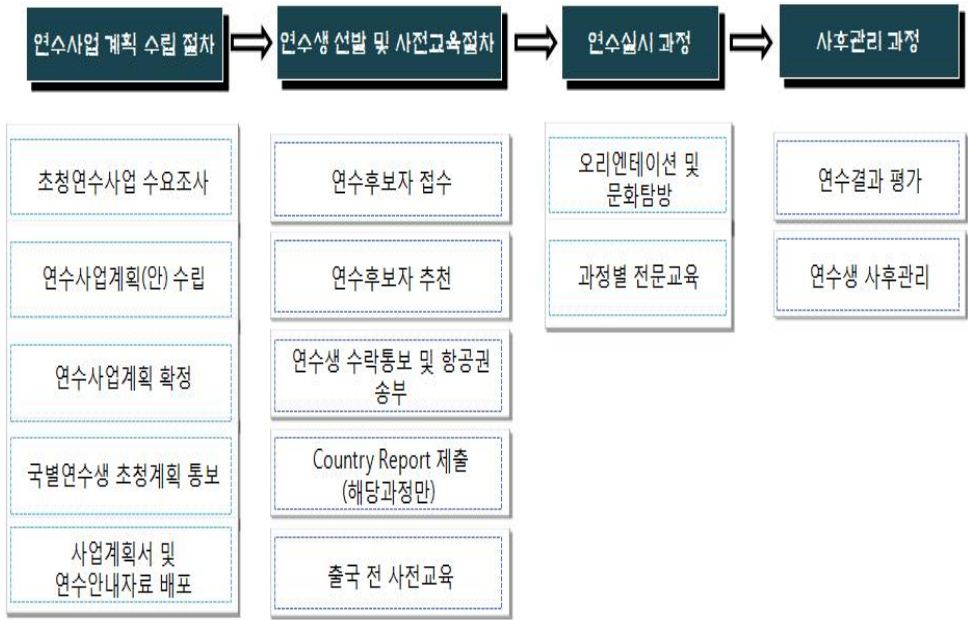 연수사업 계획 수립 절차
연수생 선발 및 사전교육절차
연수실시 과정
사후관리 과정
초청연수사업 수요조사
연수사업계획(안) 수립
연수사업계획 확정
국별연수생 초청계획 통보
사업계획서 및
연수안내자료 배포
연수후보자 접수
연수후보자 추천
연수생 수락통보 및 항공권
송부
Country Report 제출
(해당과정만)
출국 전 사전교육
오리엔테이션 및
문화탐방
과정별 전문교육
연수결과 평가
연수생 사후관리